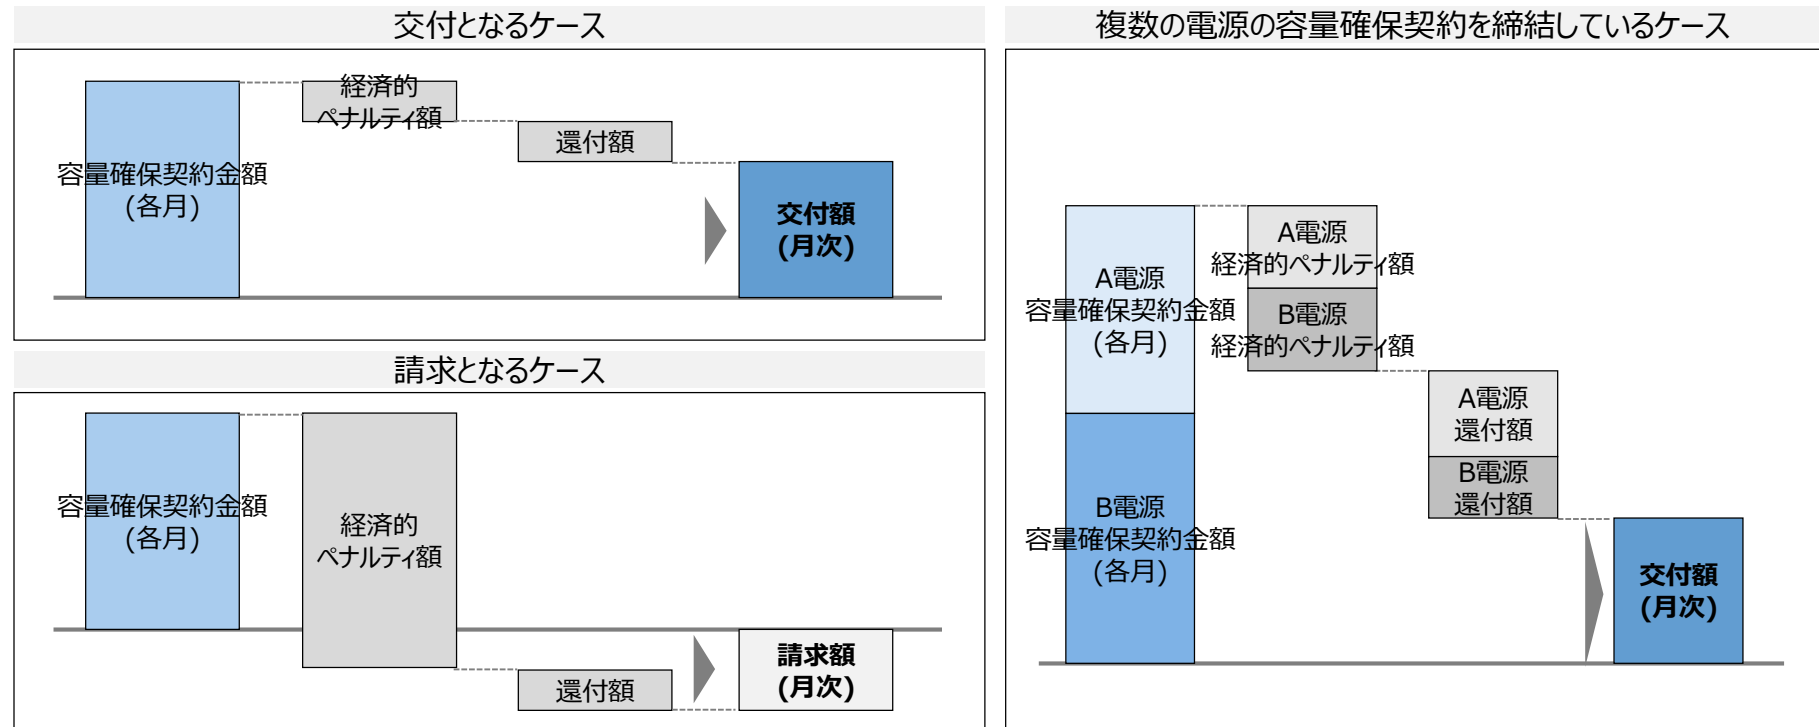 交付となるケース
容量確保契約金額
(各月)
経済的
ペナルティ額
還付額
交付額
(月次)
請求となるケース
容量確保契約金額
(各月)
経済的
ペナルティ額
還付額
請求額
(月次)
複数の電源の容量確保契約を締結しているケース
A電源
容量確保契約金額
(各月)
B電源
容量確保契約金額
(各月)
A電源
経済的ペナルティ額
B電源
経済的ペナルティ額
A電源
還付額
B電源
還付額
交付額
(月次)